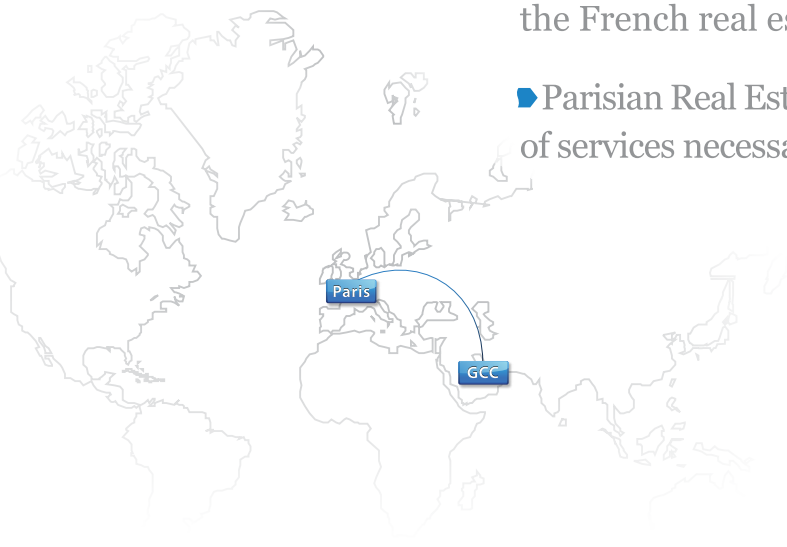 the French real es
Parisian Real Est
of services necessa
Paris
GCC